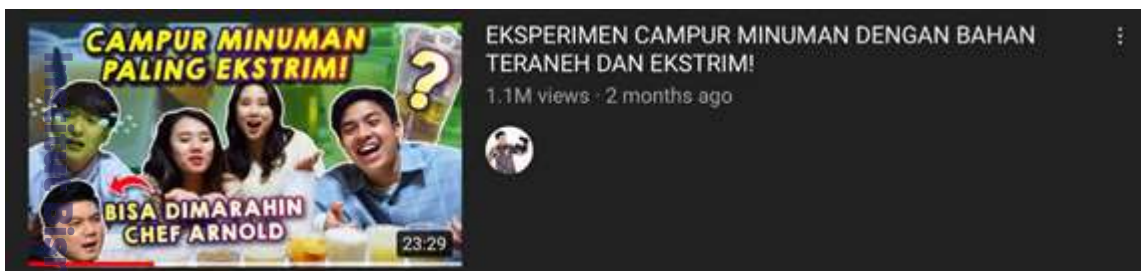 CAMPUR MINUMAN
PALING EKSTRIM!
?
BISA DIMARAHIN
CHEF ARNOLD
23:29
EKSPERIMEN CAMPUR MINUMAN DENGAN BAHAN
TERANEH DAN EKSTRIM!
1.1M views · 2 months ago